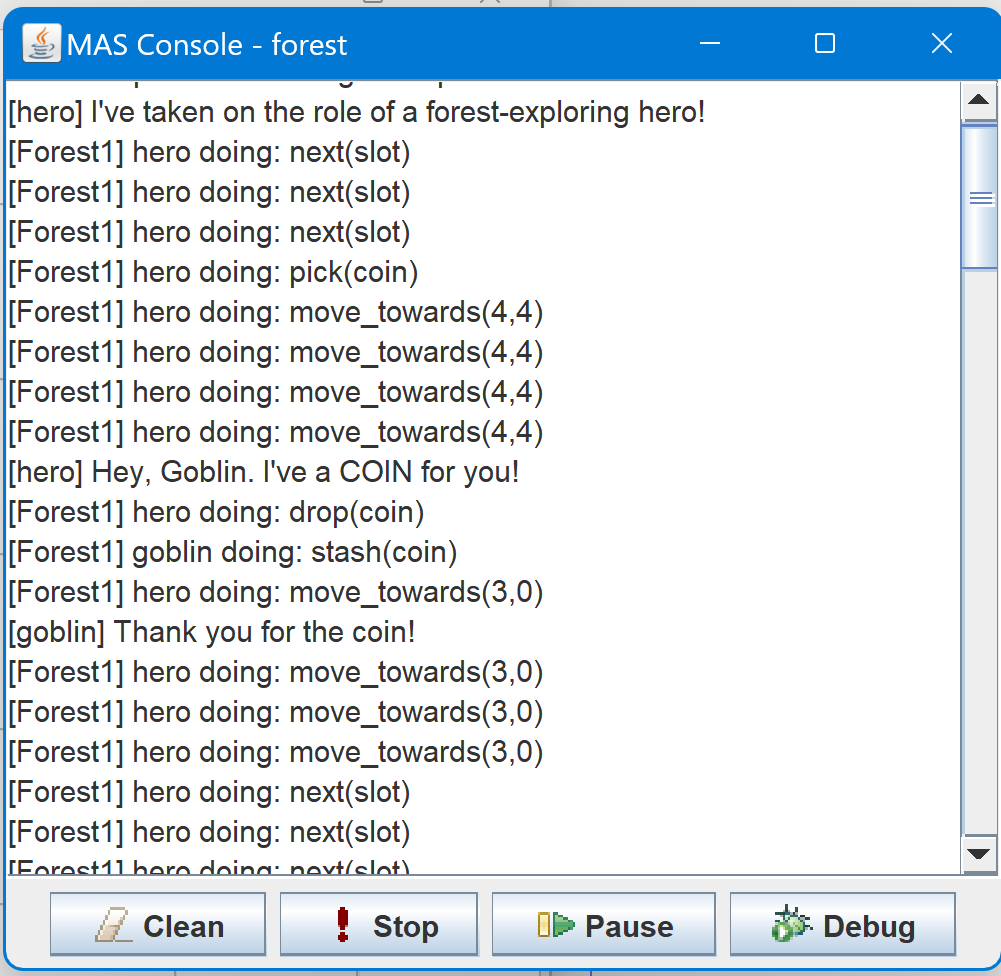 MAS Console - forest
[hero] I've taken on the role of a forest-exploring hero!
[Forest1] hero doing: next(slot)
[Forest1] hero doing: next(slot)
[Forest1] hero doing: next(slot)
[Forest1] hero doing: pick(coin)
[Forest1] hero doing: move_towards(4,4)
[Forest1] hero doing: move_towards(4,4)
[Forest1] hero doing: move_towards(4,4)
[Forest1] hero doing: move_towards(4,4)
[hero] Hey, Goblin. I've a COIN for you!
[Forest1] hero doing: drop(coin)
[Forest1] goblin doing: stash(coin)
[Forest1] hero doing: move_towards(3,0)
[goblin] Thank you for the coin!
[Forest1] hero doing: move_towards(3,0)
[Forest1] hero doing: move_towards(3,0)
[Forest1] hero doing: move_towards(3,0)
[Forest1] hero doing: next(slot)
[Forest1] hero doing: next(slot)
[Forest1] hero doing: next(slot)
Clean
Stop
Pause
Debug